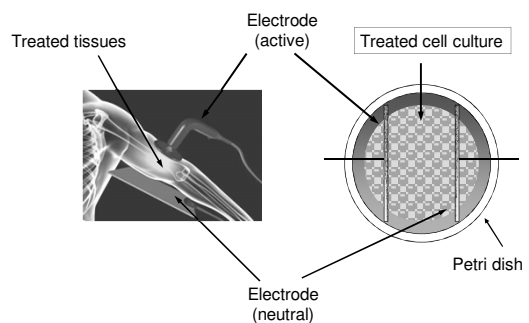 Electrode
(active)
Treated tissues
Treated cell culture
Petri dish
Electrode
(neutral)